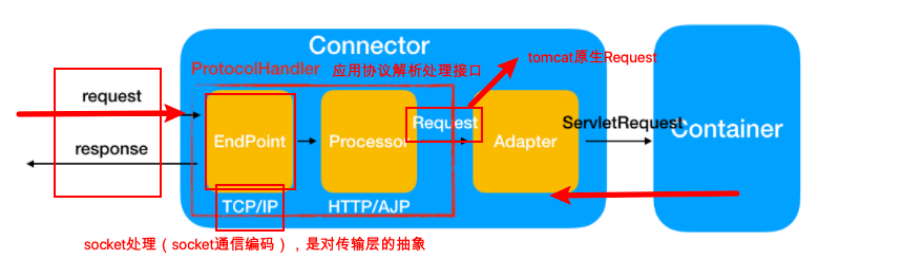 Connector
ProtocolHandler 应用协议解析处理接口
tomcat原生Request
request
response
EndPoint
Processor
Request
Adapter
ServletRequest
Container
TCP/IP
HTTP/AJP
socket处理（socket通信编码），是对传输层的抽象